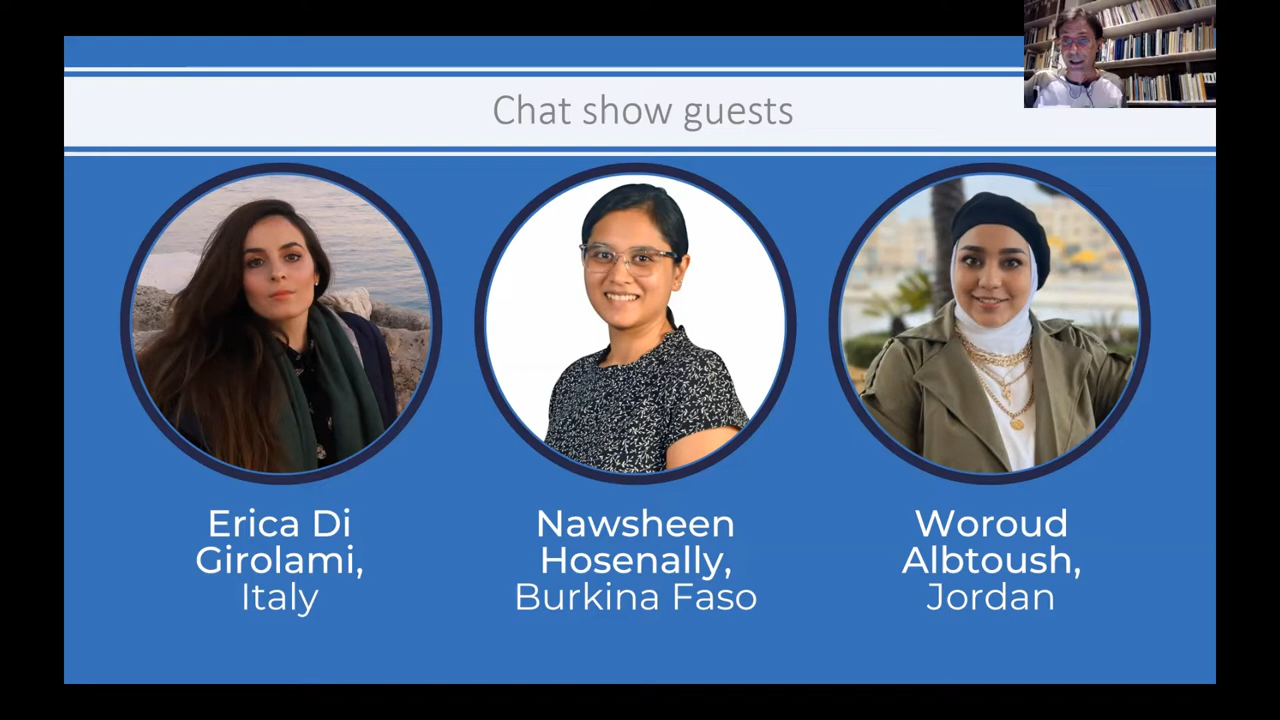 Chat show guests
Erica Di
Girolami,
Italy
Nawsheen
Hosenally,
Burkina Faso
Woroud
Albtoush,
Jordan